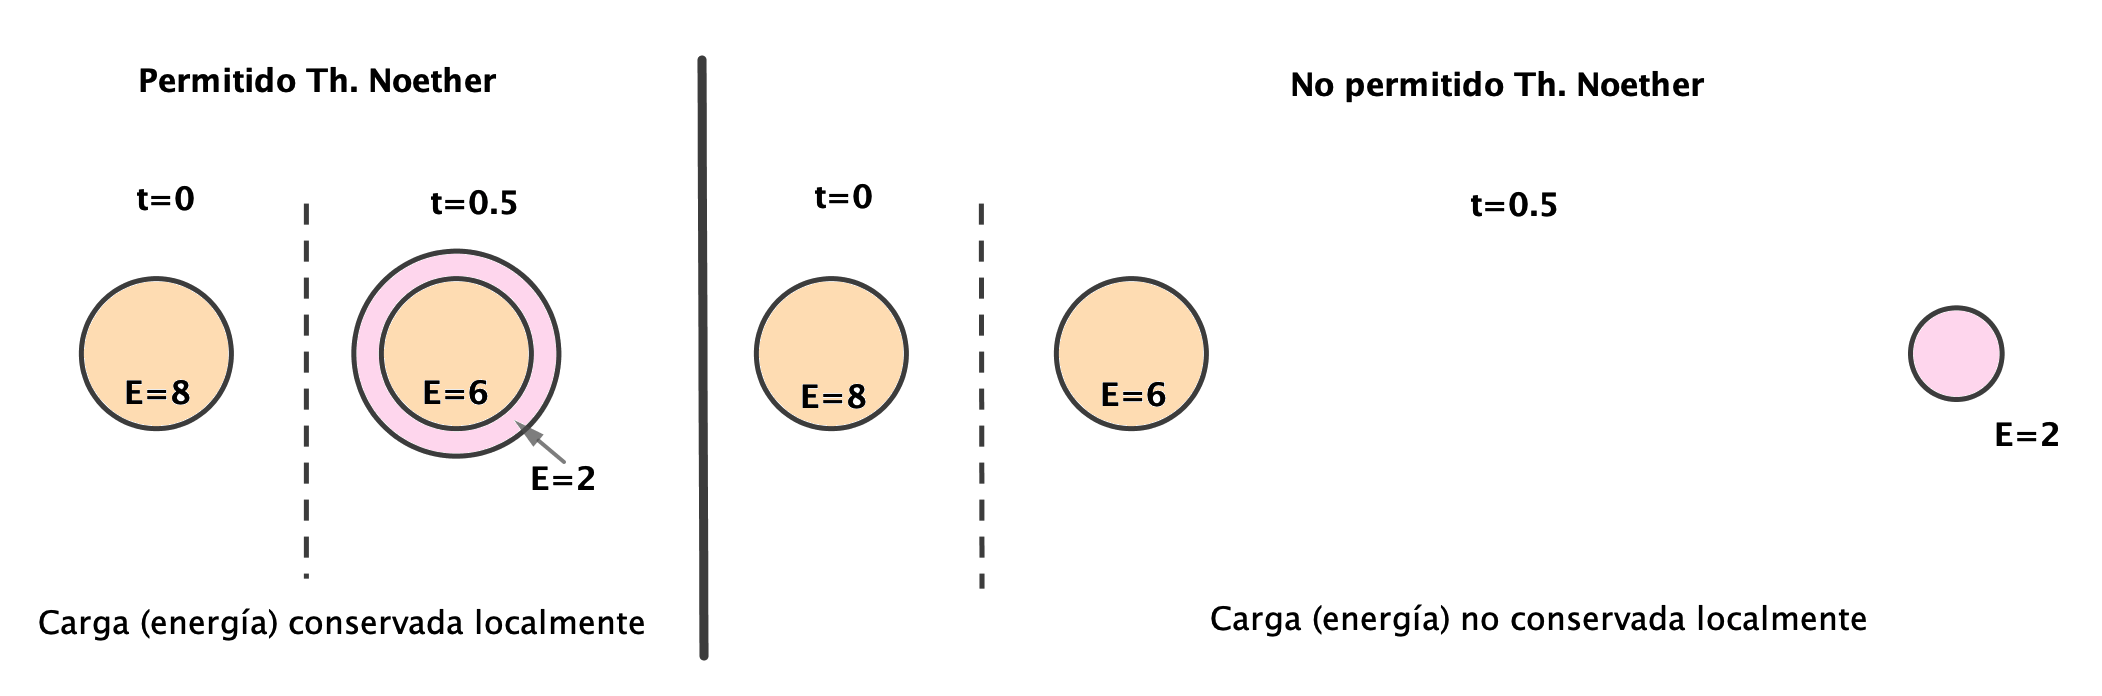 Permitido Th. Noether
t=0
t=0.5
E=8
E=6
E=2
Carga (energía) conservada localmente
No permitido Th. Noether
t=0
t=0.5
E=8
E=6
E=2
Carga (energía) no conservada localmente